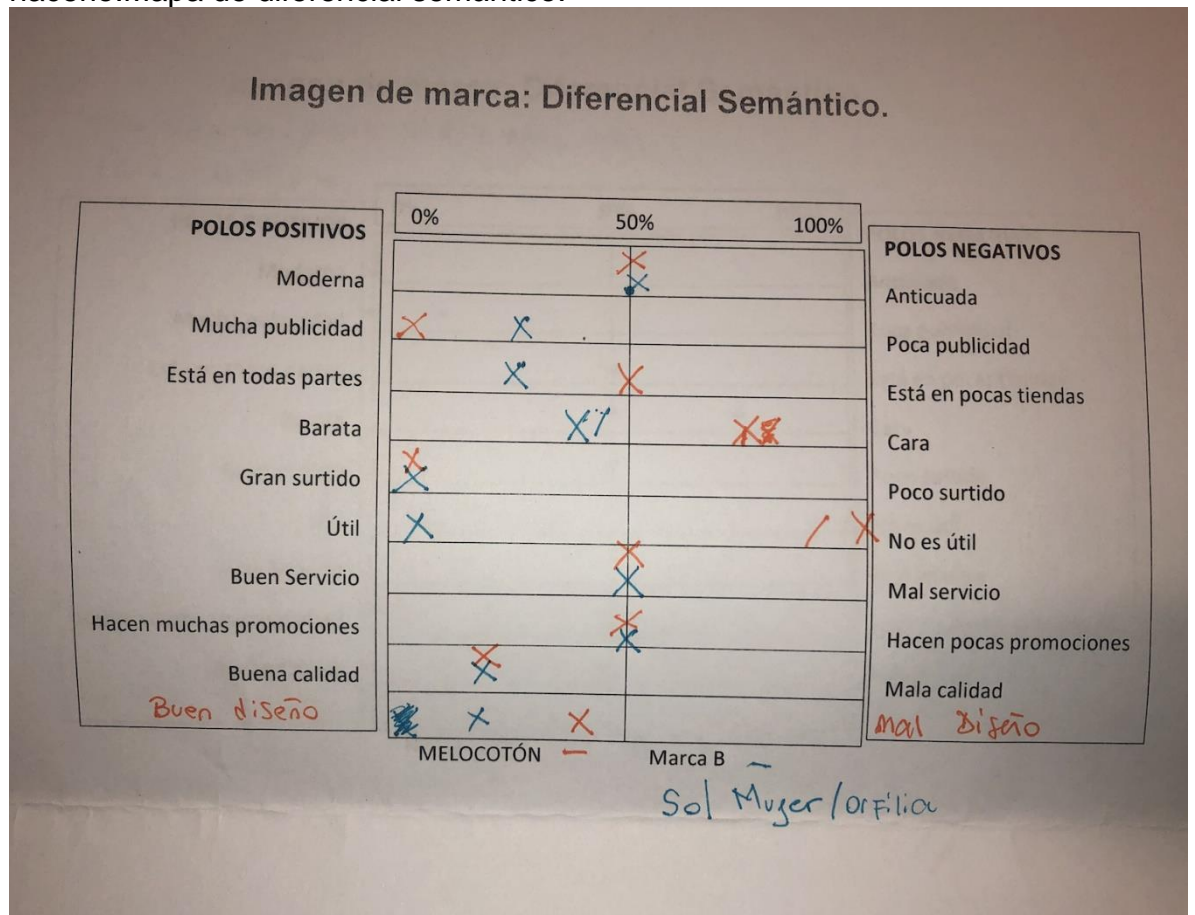 Imagen de marca: Diferencial Semántico.
0% 50% 100%
POLOS POSITIVOS POLOS NEGATIVOS
Moderna Anticuada
Mucha publicidad Poca publicidad
Está en todas partes Está en pocas tiendas
Barata Cara
Gran surtido Poco surtido
Útil No es útil
Buen Servicio Mal servicio
Hacen muchas promociones Hacen pocas promociones
Buena calidad Mala calidad
Buen diseño Mal Diseño
MELOCOTÓN Marca B
Sol Mujer/Orfilia